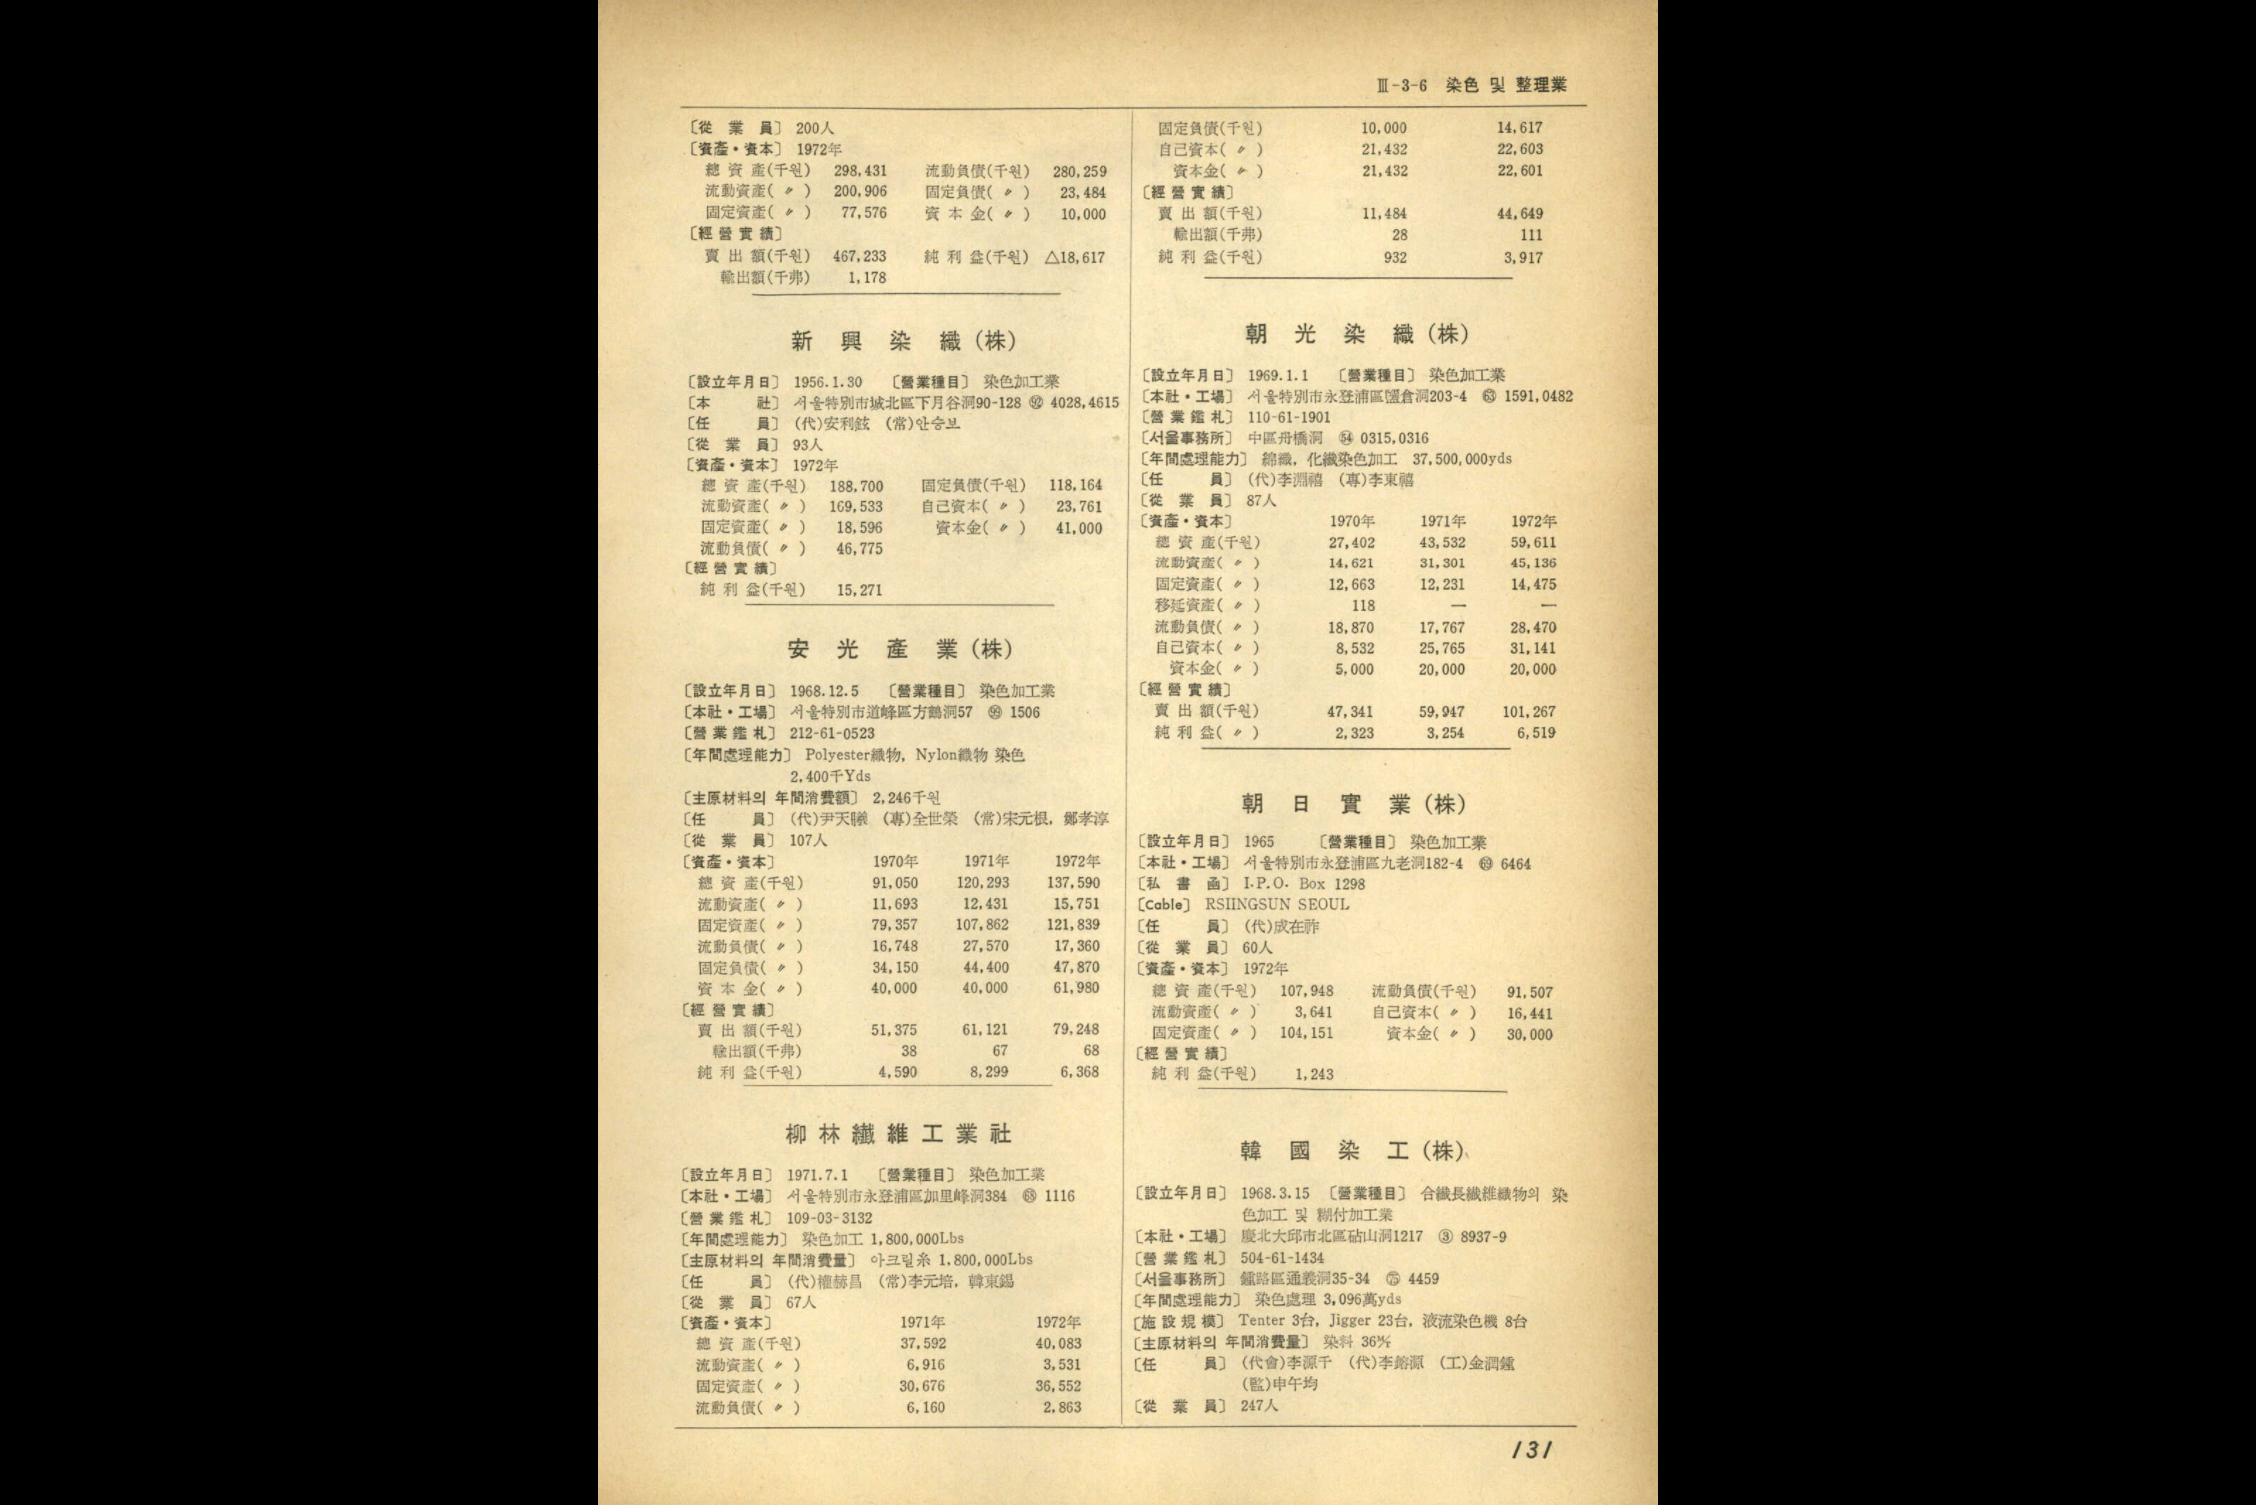 Ⅲ-3-6 染色 및 整理業
〔從 業 員〕 200人
〔資產・資本〕 1972年
總 資 產(千원) 298,431 流動負債(千원) 280,259
流動資產( 〃 ) 200,906 固定負債( 〃 ) 23,484
固定資產( 〃 ) 77,576 資 本 金( 〃 ) 10,000
〔經 營 實 績〕
賣 出 額(千원) 467,233 純 利 益(千원) △18,617
輸出額(千弗) 1,178
新 興 染 織 (株)
〔設立年月日〕 1956.1.30 〔營業種目〕 染色加工業
〔本 社〕 서울特別市城北區下月谷洞90-128 ㉒ 4028,4615
〔任 員〕 (代)安利鉉 (常)안승보
〔從 業 員〕 93人
〔資產・資本〕 1972年
總 資 產(千원) 188,700 固定負債(千원) 118,164
流動資產( 〃 ) 169,533 自己資本( 〃 ) 23,761
固定資產( 〃 ) 18,596 資本金( 〃 ) 41,000
流動負債( 〃 ) 46,775
〔經 營 實 績〕
純 利 益(千원) 15,271
安 光 產 業 (株)
〔設立年月日〕 1968.12.5 〔營業種目〕 染色加工業
〔本社・工場〕 서울特別市道峰區方鶴洞57 1506
〔營 業 鑑 札〕 212-61-0523
〔年間處理能力〕 Polyester織物, Nylon織物 染色
2,400千Yds
〔主原材料의 年間消費額〕 2,246千원
〔任 員〕 (代)尹天 (專)全世榮 (常)宋元根, 鄭孝淳
〔從 業 員〕 107人
〔資產・資本〕 1970年 1971年 1972年
總 資 產(千원) 91,050 120,293 137,590
流動資產( 〃 ) 11,693 12,431 15,751
固定資產( 〃 ) 79,357 107,862 121,839
流動負債( 〃 ) 16,748 27,570 17,360
固定負債( 〃 ) 34,150 44,400 47,870
資 本 金( 〃 ) 40,000 40,000 61,980
〔經 營 實 績〕
賣 出 額(千원) 51,375 61,121 79,248
輸出額(千弗) 38 67 68
純 利 益(千원) 4,590 8,299 6,368
柳 林 纖 維 工 業 社
〔設立年月日〕 1971.7.1 〔營業種目〕 染色加工業
〔本社・工場〕 서울特別市永登浦區加里峰洞384 1116
〔營 業 鑑 札〕 109-03-3132
〔年間處理能力〕 染色加工 1,800,000Lbs
〔主原材料의 年間消費量〕 아크릴糸 1,800,000Lbs
〔任 員〕 (代)權赫昌 (常)李元培, 韓東錫
〔從 業 員〕 67人
〔資產・資本〕 1971年 1972年
總 資 產(千원) 37,592 40,083
流動資產( 〃 ) 6,916 3,531
固定資產( 〃 ) 30,676 36,552
流動負債( 〃 ) 6,160 2,863
固定負債(千원) 10,000 14,617
自己資本( 〃 ) 21,432 22,603
資本金( 〃 ) 21,432 22,601
〔經 營 實 績〕
賣 出 額(千원) 11,484 44,649
輸出額(千弗) 28 111
純 利 益(千원) 932 3,917
朝 光 染 織 (株)
〔設立年月日〕 1969.1.1 〔營業種目〕 染色加工業
〔本社・工場〕 서울特別市永登浦區鹽倉洞203-4 1591,0482
〔營 業 鑑 札〕 110-61-1901
〔서울事務所〕 中區舟橋洞 0315,0316
〔年間處理能力〕 綿織, 化纖染色加工 37,500,000yds
〔任 員〕 (代)李淵禧 (專)李東禧
〔從 業 員〕 87人
〔資產・資本〕 1970年 1971年 1972年
總 資 產(千원) 27,402 43,532 59,611
流動資產( 〃 ) 14,621 31,301 45,136
固定資產( 〃 ) 12,663 12,231 14,475
移延資產( 〃 ) 118 — —
流動負債( 〃 ) 18,870 17,767 28,470
自己資本( 〃 ) 8,532 25,765 31,141
資本金( 〃 ) 5,000 20,000 20,000
〔經 營 實 績〕
賣 出 額(千원) 47,341 59,947 101,267
純 利 益( 〃 ) 2,323 3,254 6,519
朝 日 實 業 (株)
〔設立年月日〕 1965 〔營業種目〕 染色加工業
〔本社・工場〕 서울特別市永登浦區九老洞182-4 6464
〔私 書 函〕 I.P.O. Box 1298
〔Cable〕 RSIINGSUN SEOUL
〔任 員〕 (代)成在祚
〔從 業 員〕 60人
〔資產・資本〕 1972年
總 資 產(千원) 107,948 流動負債(千원) 91,507
流動資產( 〃 ) 3,641 自己資本( 〃 ) 16,441
固定資產( 〃 ) 104,151 資本金( 〃 ) 30,000
〔經 營 實 績〕
純 利 益(千원) 1,243
韓 國 染 工 (株)
〔設立年月日〕 1968.3.15 〔營業種目〕 合纖長纖維織物의 染
色加工 및 糊付加工業
〔本社・工場〕 慶北大邱市北區砧山洞1217 ③ 8937-9
〔營 業 鑑 札〕 504-61-1434
〔서울事務所〕 鍾路區通義洞35-34 4459
〔年間處理能力〕 染色處理 3,096萬yds
〔施 設 規 模〕 Tenter 3台, Jigger 23台, 液流染色機 8台
〔主原材料의 年間消費量〕 染料 36㎏
〔任 員〕 (代會)李源千 (代)李鎔源 (工)金潤鍾
(監)申午均
〔從 業 員〕 247人
131